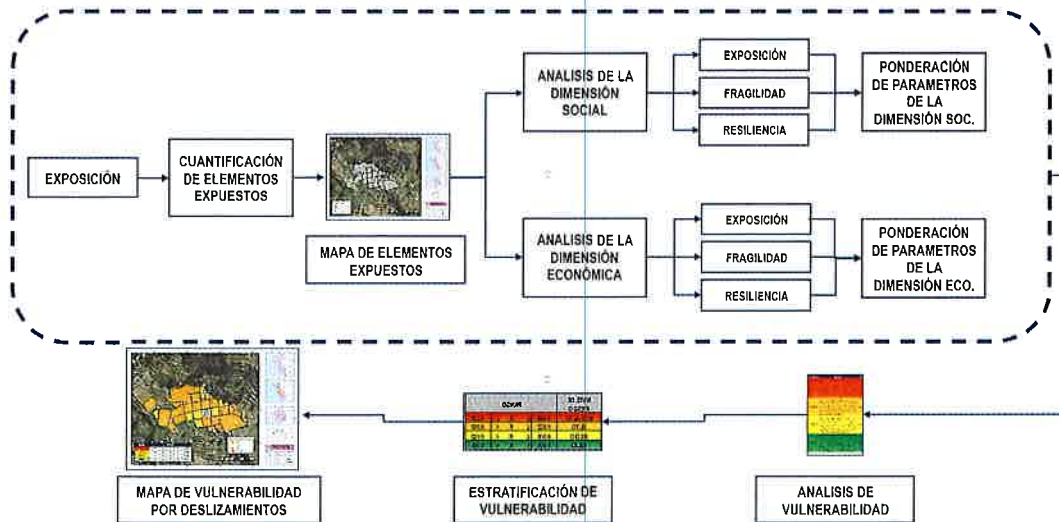 EXPOSICIÓN
CUANTIFICACIÓN
DE ELEMENTOS
EXPUESTOS
MAPA DE ELEMENTOS
EXPUESTOS
ANALISIS DE LA
DIMENSIÓN
SOCIAL
EXPOSICIÓN
FRAGILIDAD
RESILIENCIA
PONDERACIÓN
DE PARAMETROS
DE LA
DIMENSIÓN SOC.
ANALISIS DE LA
DIMENSIÓN
ECONÓMICA
EXPOSICIÓN
FRAGILIDAD
RESILIENCIA
PONDERACIÓN
DE PARAMETROS
DE LA
DIMENSIÓN ECO.
MAPA DE VULNERABILIDAD
POR DESLIZAMIENTOS
ESTRATIFICACIÓN DE
VULNERABILIDAD
ANALISIS DE
VULNERABILIDAD